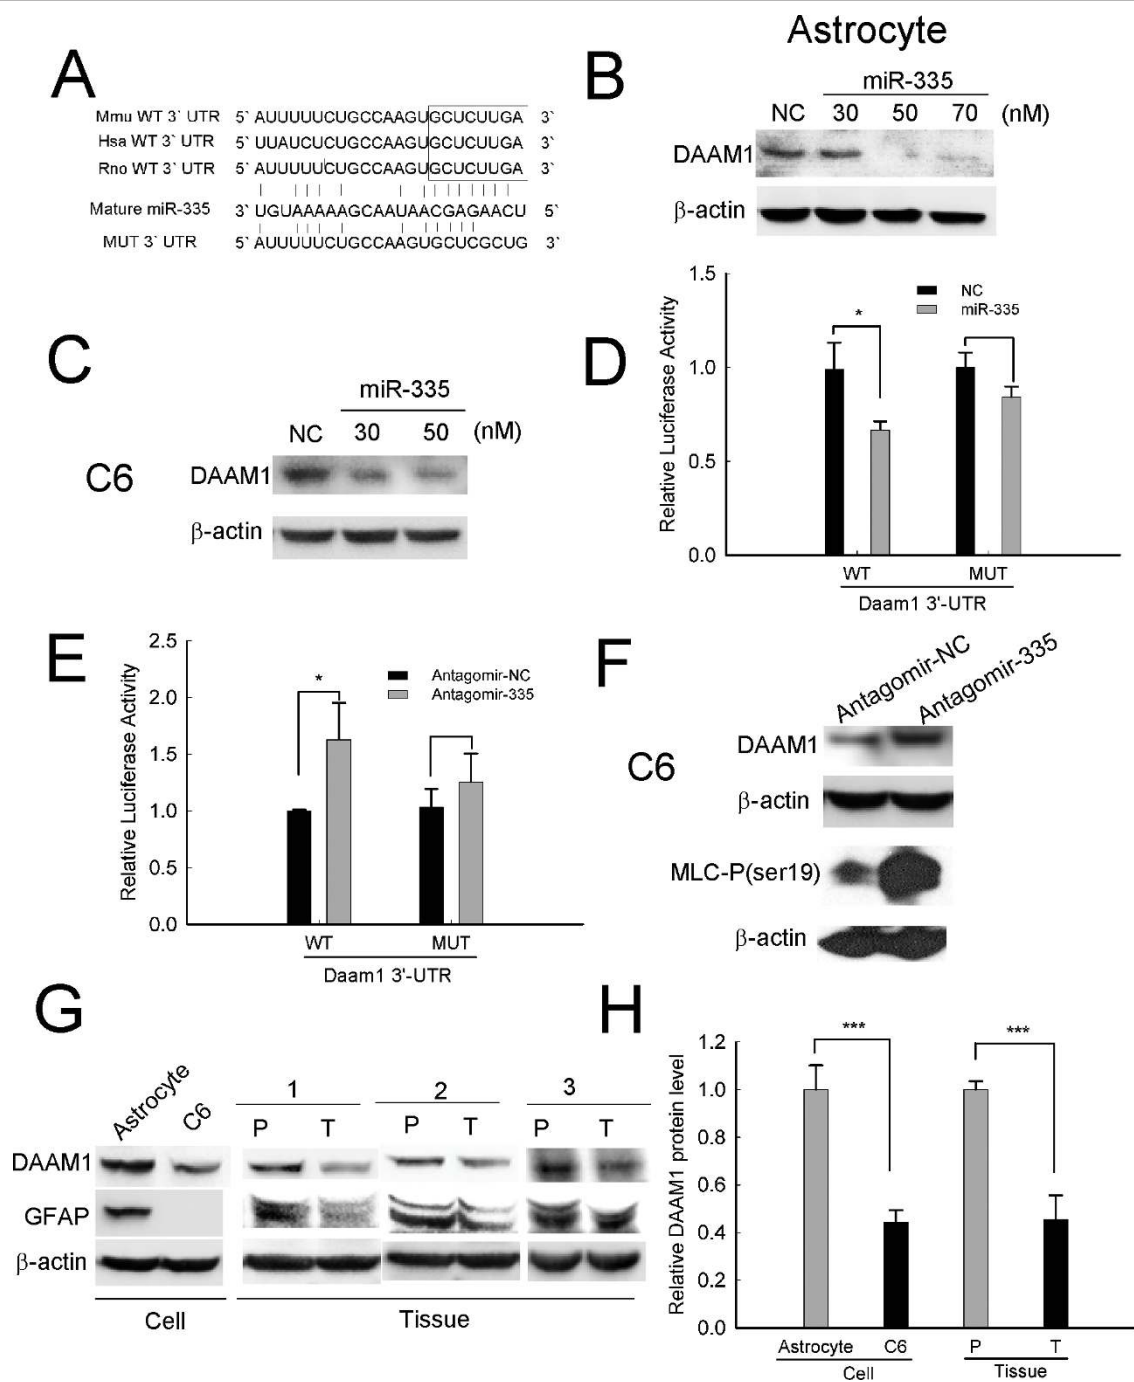 Astrocyte
A
Mmu WT 3` UTR 5` AUUUUUCUGCCAAGUGCUCUUGA 3`
Hsa WT 3` UTR 5` UUAUCUCUGCCAAGUGCUCUUGA 3`
Rno WT 3` UTR 5` AUUUUUCUGCCAAGUGCUCUUGA 3`
Mature miR-335 3` UGUAAAAAGCAAUAACGAGAACU 5`
MUT 3` UTR 5` AUUUUUCUGCCAAGUGCUCGCUG 3`
B
miR-335
NC 30 50 70 (nM)
DAAM1
β-actin
C
miR-335
NC 30 50 (nM)
C6
DAAM1
β-actin
D
Relative Luciferase Activity
1.5
1.0
0.5
0.0
NC
miR-335
*
WT MUT
Daam1 3'-UTR
E
Relative Luciferase Activity
2.5
2.0
1.5
1.0
0.5
0.0
Antagomir-NC
Antagomir-335
*
WT MUT
Daam1 3'-UTR
F
Antagomir-NC
Antagomir-335
C6
DAAM1
β-actin
MLC-P(ser19)
β-actin
G
Astrocyte C6
1 2 3
P T P T P T
DAAM1
GFAP
β-actin
Cell Tissue
H
Relative DAAM1 protein level
1.2
1.0
0.8
0.6
0.4
0.2
0.0
*** ***
Astrocyte C6 P T
Cell Tissue